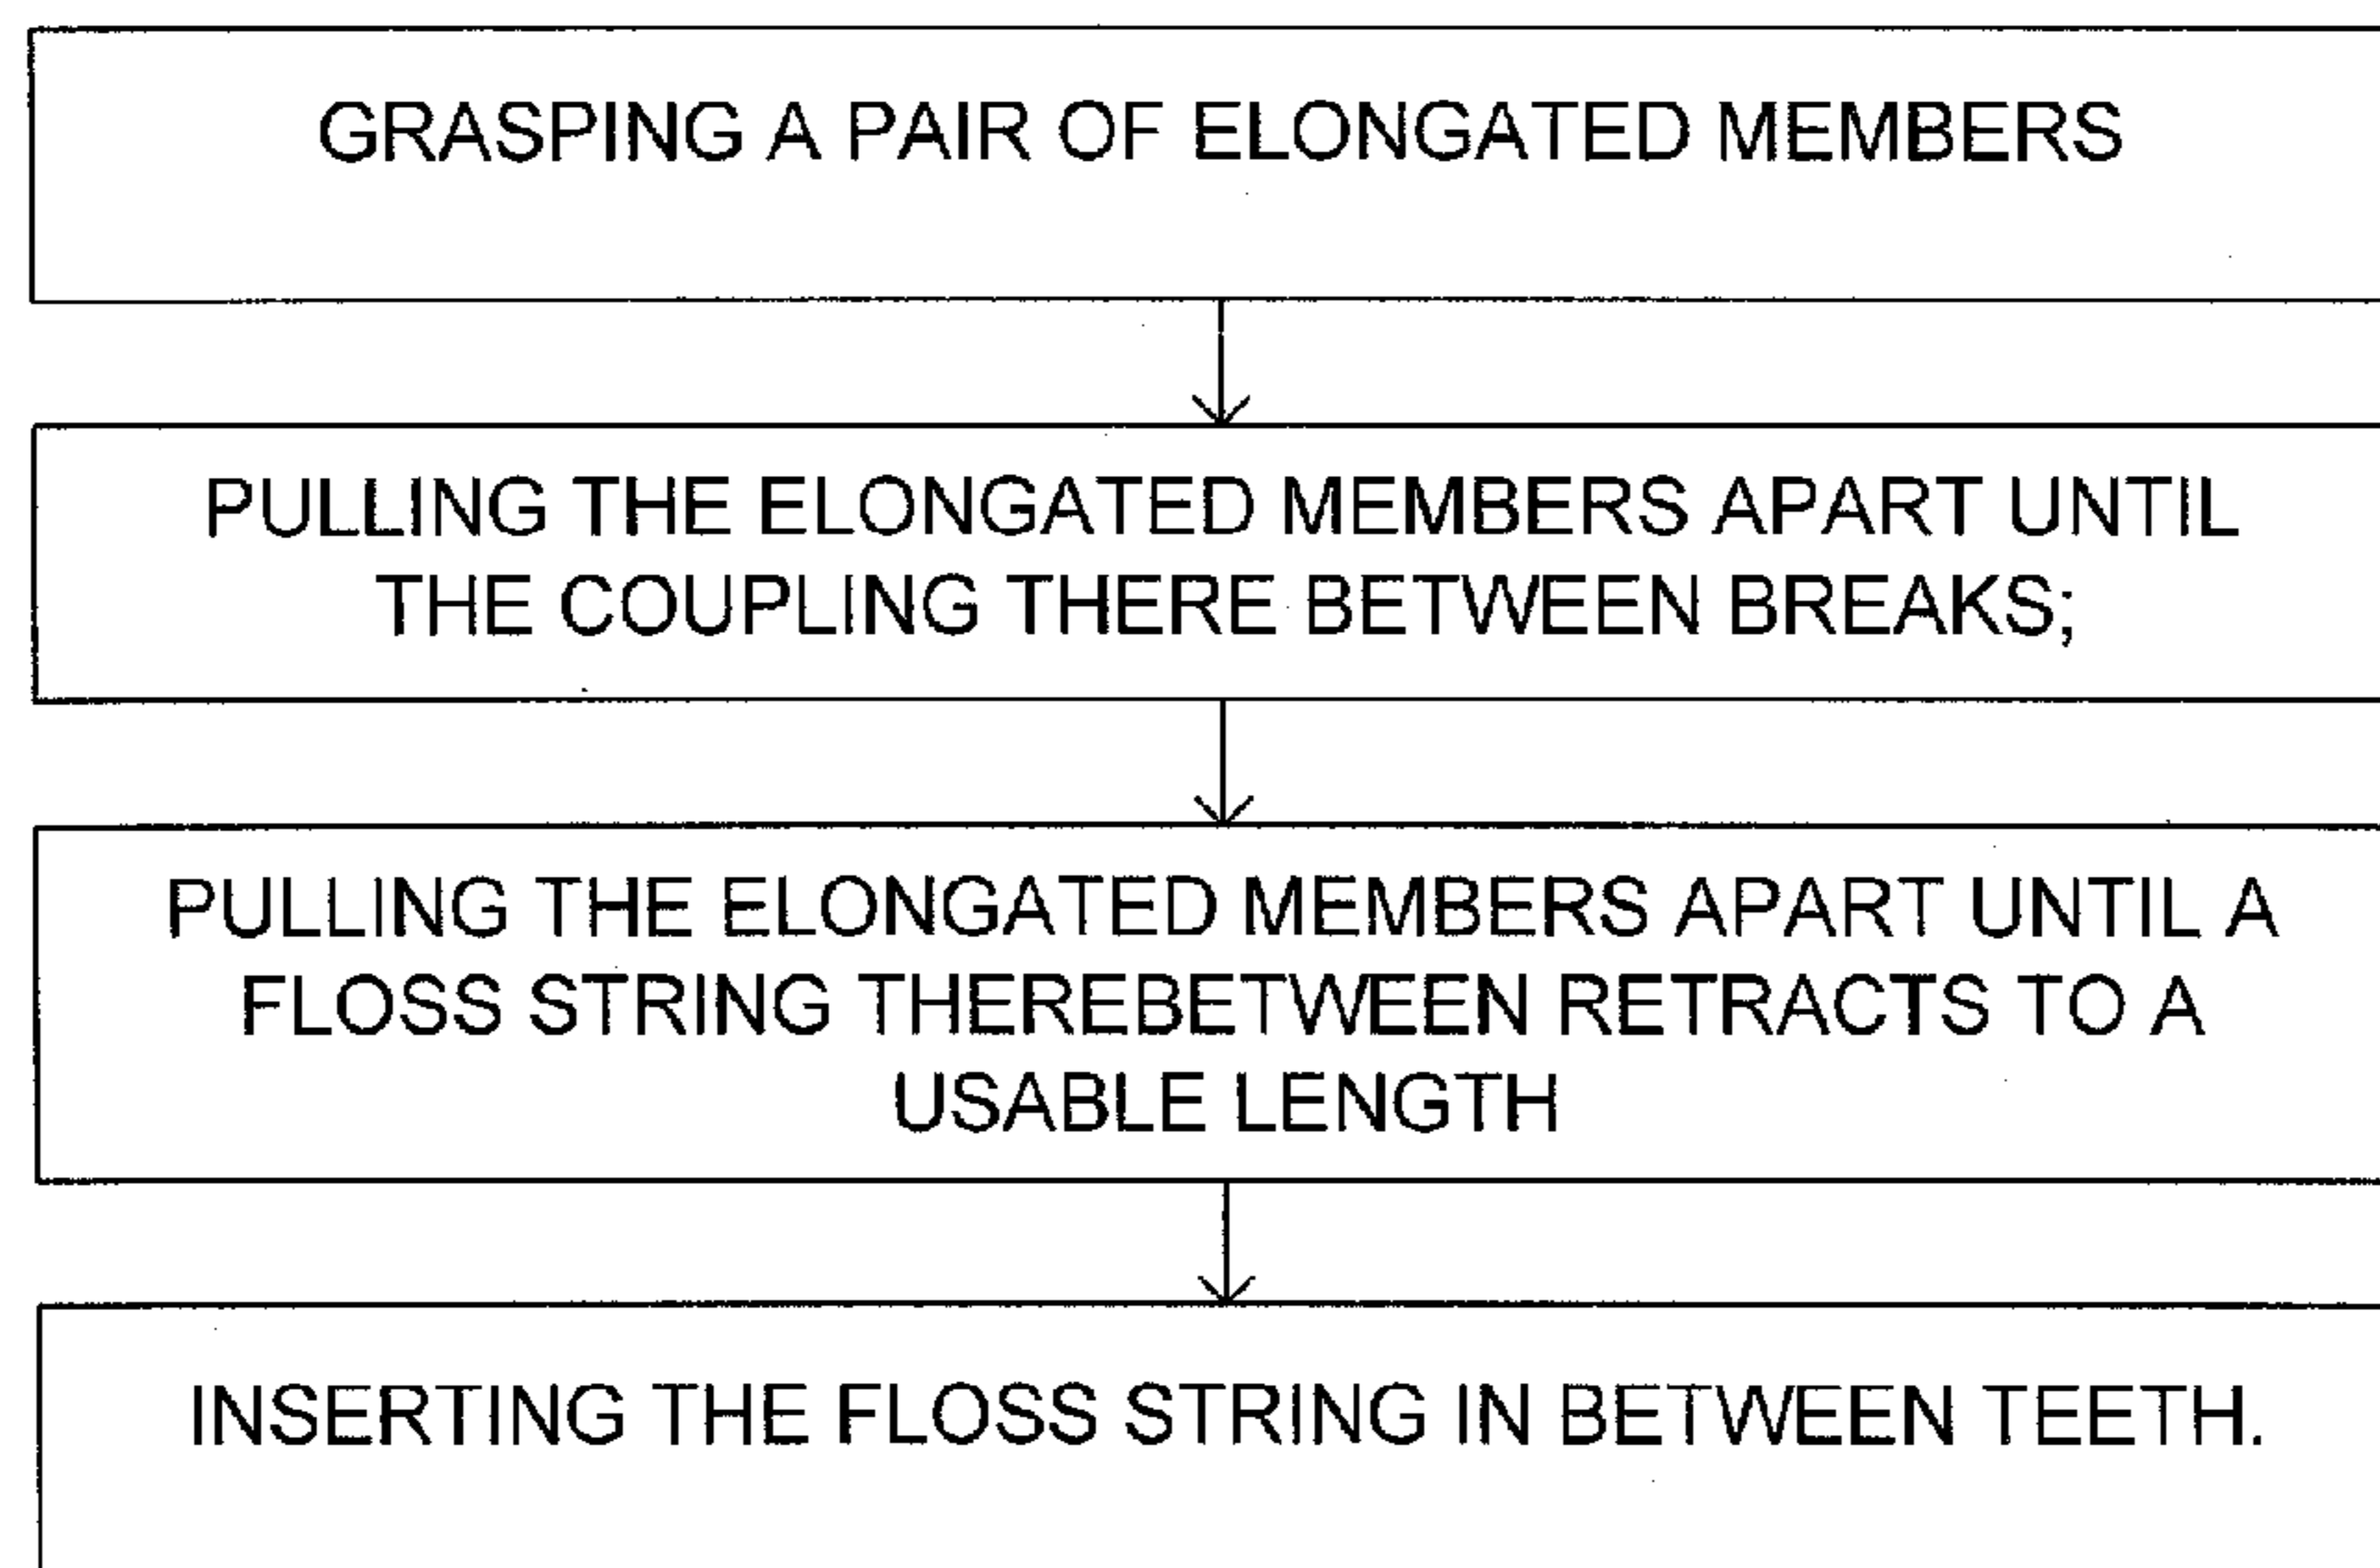 GRASPING A PAIR OF ELONGATED MEMBERS
PULLING THE ELONGATED MEMBERS APART UNTIL
THE COUPLING THERE BETWEEN BREAKS;
PULLING THE ELONGATED MEMBERS APART UNTIL A
FLOSS STRING THEREBETWEEN RETRACTS TO A
USABLE LENGTH
INSERTING THE FLOSS STRING IN BETWEEN TEETH.